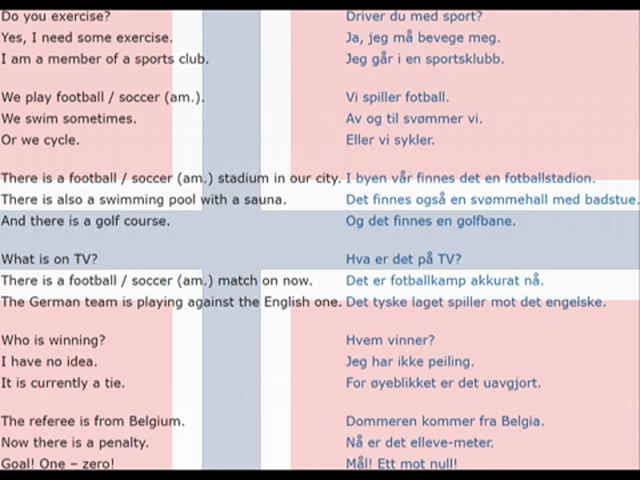 Do you exercise? Driver du med sport?
Yes, I need some exercise. Ja, jeg må bevege meg.
I am a member of a sports club. Jeg går i en sportsklubb.
We play football / soccer (am.). Vi spiller fotball.
We swim sometimes. Av og til svømmer vi.
Or we cycle. Eller vi sykler.
There is a football / soccer (am.) stadium in our city. I byen vår finnes det en fotballstadion.
There is also a swimming pool with a sauna. Det finnes også en svømmehall med badstue.
And there is a golf course. Og det finnes en golfbane.
What is on TV? Hva er det på TV?
There is a football / soccer (am.) match on now. Det er fotballkamp akkurat nå.
The German team is playing against the English one. Det tyske laget spiller mot det engelske.
Who is winning? Hvem vinner?
I have no idea. Jeg har ikke peiling.
It is currently a tie. For øyeblikket er det uavgjort.
The referee is from Belgium. Dommeren kommer fra Belgia.
Now there is a penalty. Nå er det elleve-meter.
Goal! One – zero! Mål! Ett mot null!